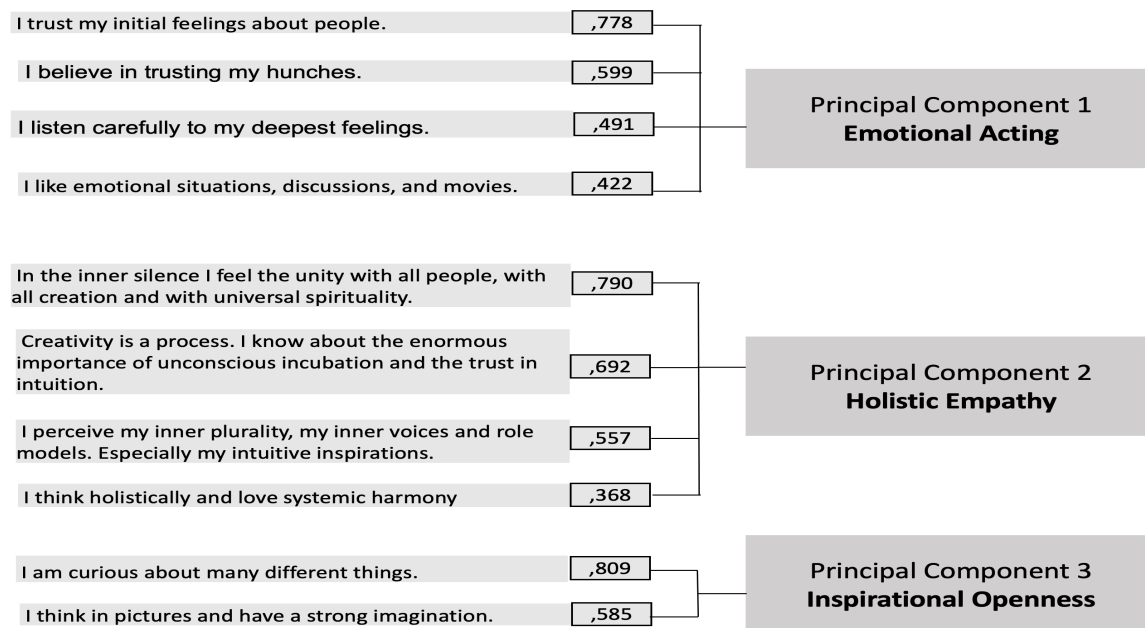 I trust my initial feelings about people.
,778
I believe in trusting my hunches.
,599
I listen carefully to my deepest feelings.
,491
I like emotional situations, discussions, and movies.
,422
Principal Component 1
Emotional Acting
In the inner silence I feel the unity with all people, with
all creation and with universal spirituality.
,790
Creativity is a process. I know about the enormous
importance of unconscious incubation and the trust in
intuition.
,692
I perceive my inner plurality, my inner voices and role
models. Especially my intuitive inspirations.
,557
I think holistically and love systemic harmony
,368
Principal Component 2
Holistic Empathy
I am curious about many different things.
,809
I think in pictures and have a strong imagination.
,585
Principal Component 3
Inspirational Openness